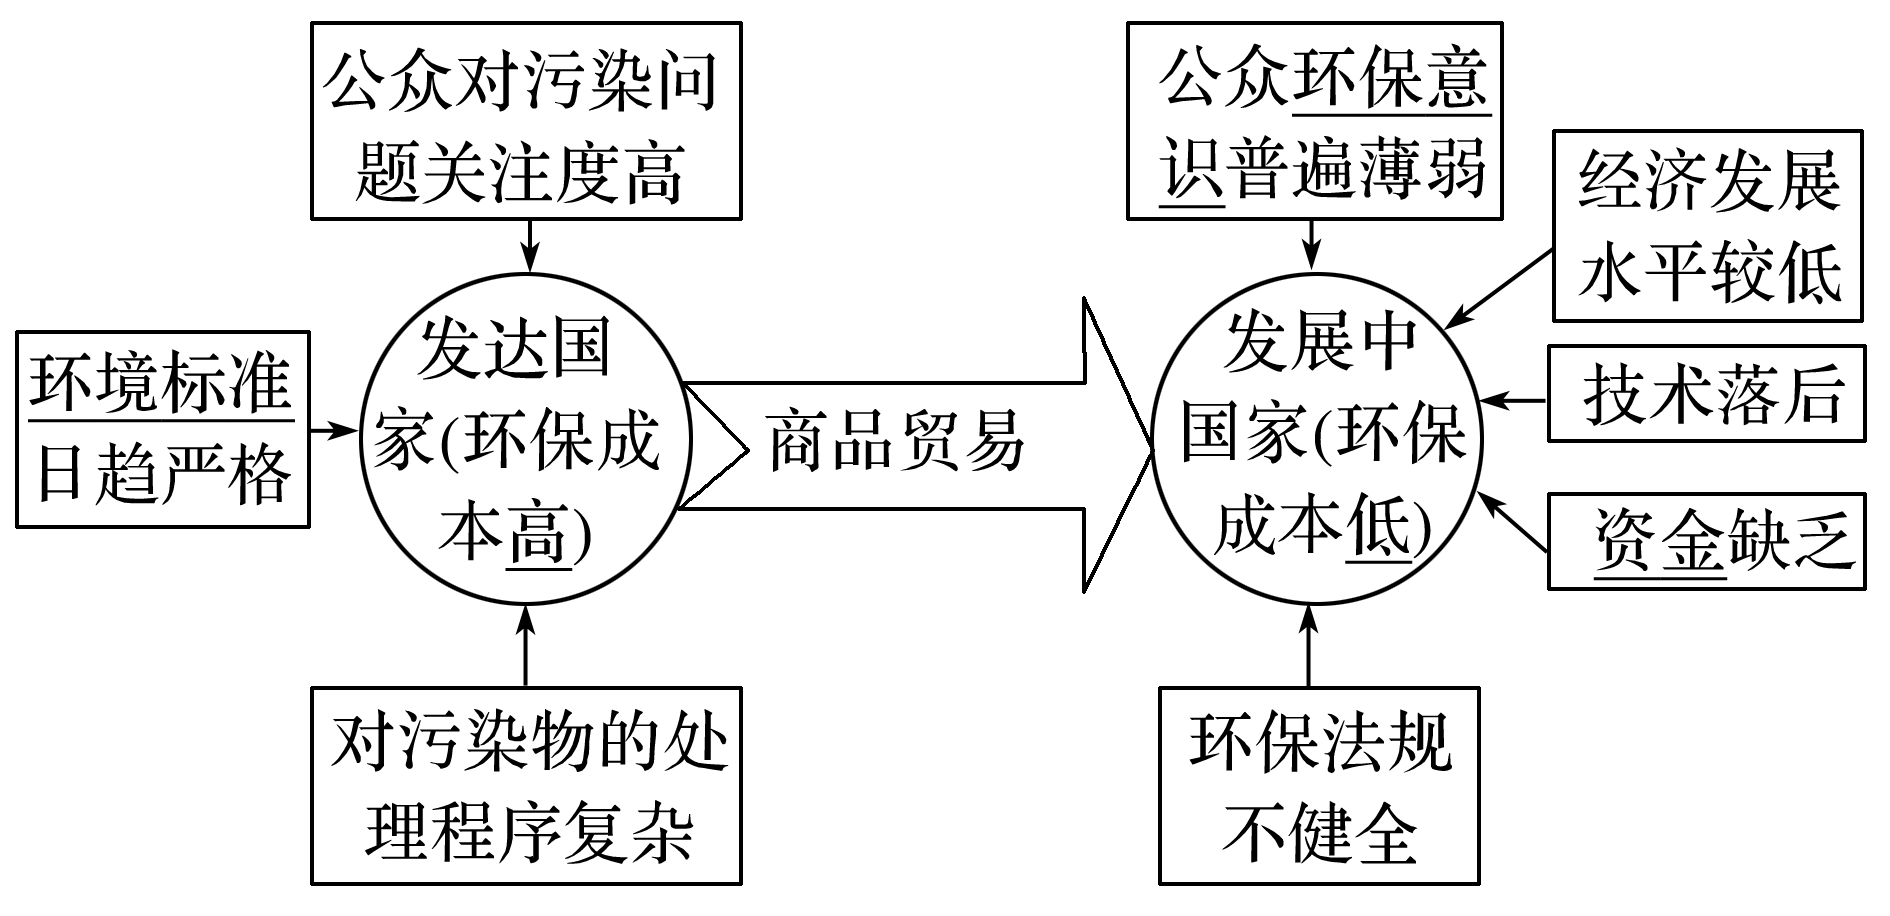 公众对污染问
题关注度高
公众环保意
识普遍薄弱
经济发展
水平较低
环境标准
日趋严格
发达国
家(环保成
本高)
商品贸易
发展中
国家(环保
成本低)
技术落后
资金缺乏
对污染物的处
理程序复杂
环保法规
不健全